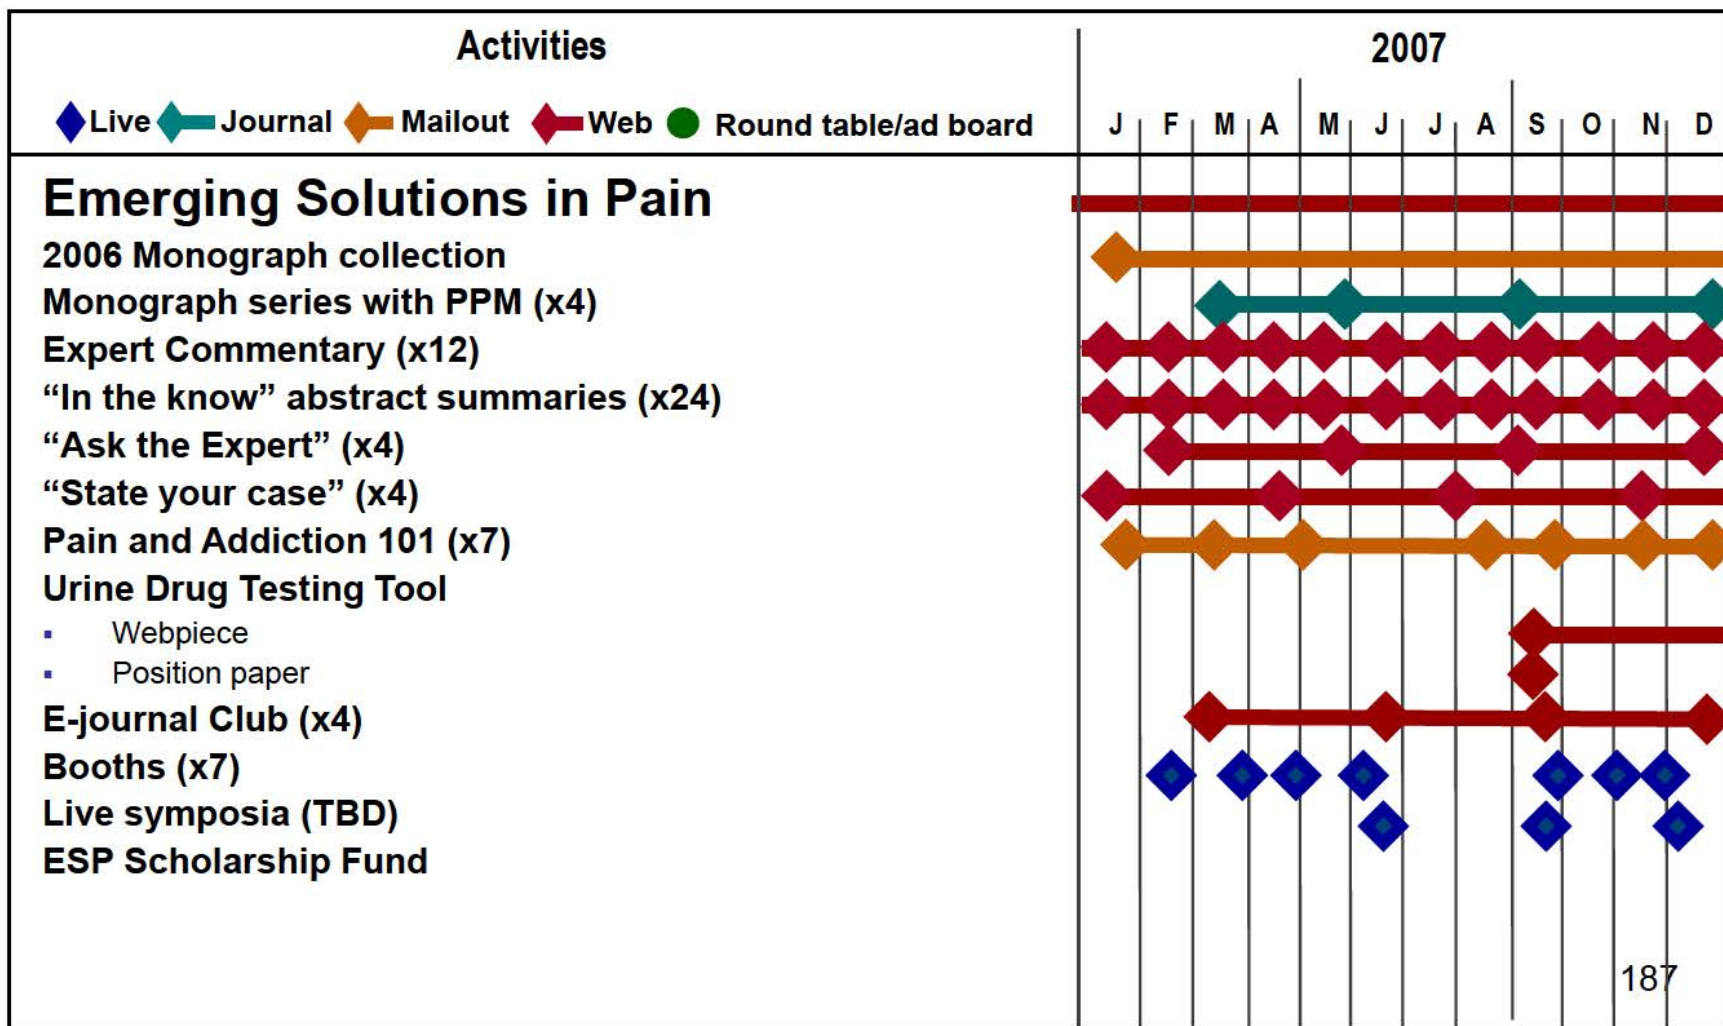 Activities 2007
Live Journal Mailout Web Round table/ad board J F M A M J J A S O N D
Emerging Solutions in Pain
2006 Monograph collection
Monograph series with PPM (x4)
Expert Commentary (x12)
“In the know” abstract summaries (x24)
“Ask the Expert” (x4)
“State your case” (x4)
Pain and Addiction 101 (x7)
Urine Drug Testing Tool
▪ Webpiece
▪ Position paper
E-journal Club (x4)
Booths (x7)
Live symposia (TBD)
ESP Scholarship Fund
187